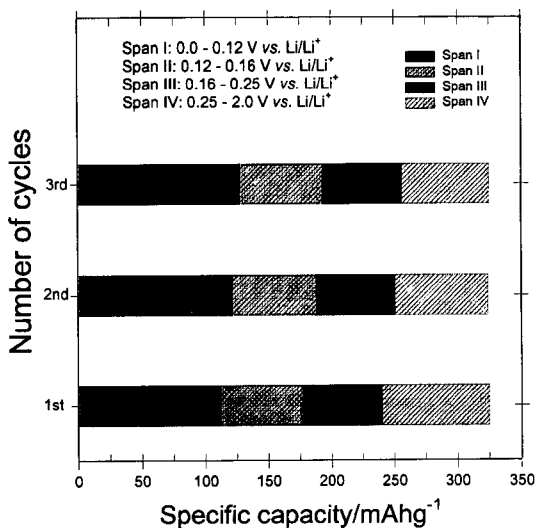 Span I: 0.0 - 0.12 V vs. Li/Li⁺
Span II: 0.12 - 0.16 V vs. Li/Li⁺
Span III: 0.16 - 0.25 V vs. Li/Li⁺
Span IV: 0.25 - 2.0 V vs. Li/Li⁺
Span I
Span II
Span III
Span IV
Number of cycles
3rd
2nd
1st
0 50 100 150 200 250 300 350
Specific capacity/mAhg⁻¹